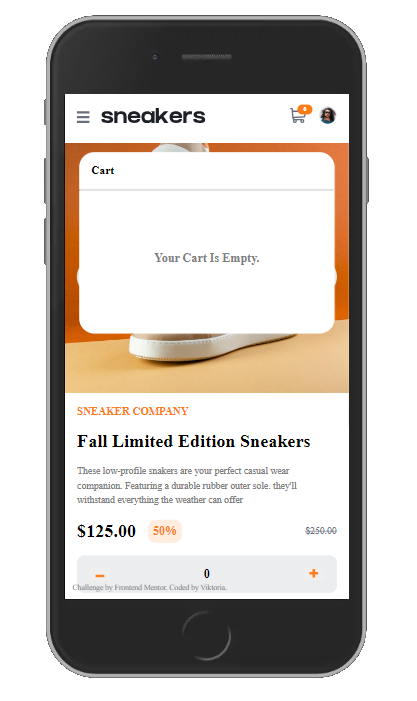 sneakers
0
Cart
Your Cart Is Empty.
SNEAKER COMPANY
Fall Limited Edition Sneakers
These low-profile snakers are your perfect casual wear
companion. Featuring a durable rubber outer sole. they'll
withstand everything the weather can offer
$125.00 50% $250.00
0
Challenge by Frontend Mentor. Coded by Viktoria.